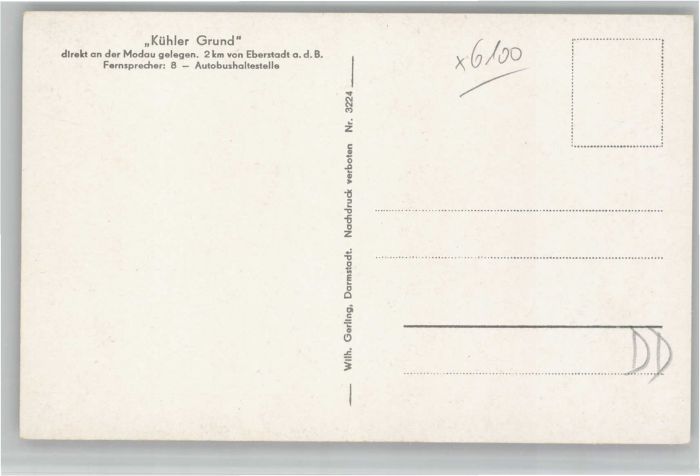 „Kühler Grund"
direkt an der Modau gelegen. 2 km von Eberstadt a. d. B.
Fernsprecher: 8 — Autobushaltestelle
Wilh. Gerling, Darmstadt. Nachdruck verboten Nr. 3224
x6100
DD